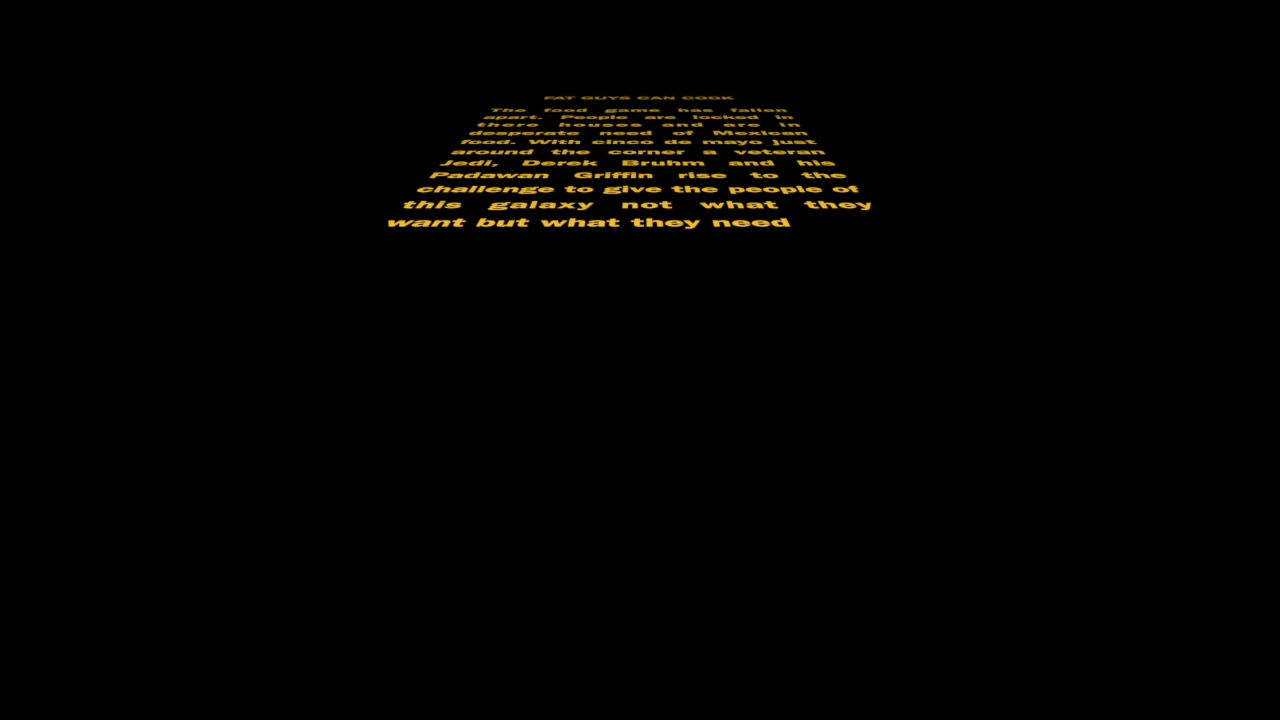 FAT GUYS CAN COOK
The food game has fallen
apart. People are locked in
there houses and are in
desperate need of Mexican
food. With cinco de mayo just
around the corner a veteran
Jedi, Derek Bruhm and his
Padawan Griffin rise to the
challenge to give the people of
this galaxy not what they
want but what they need